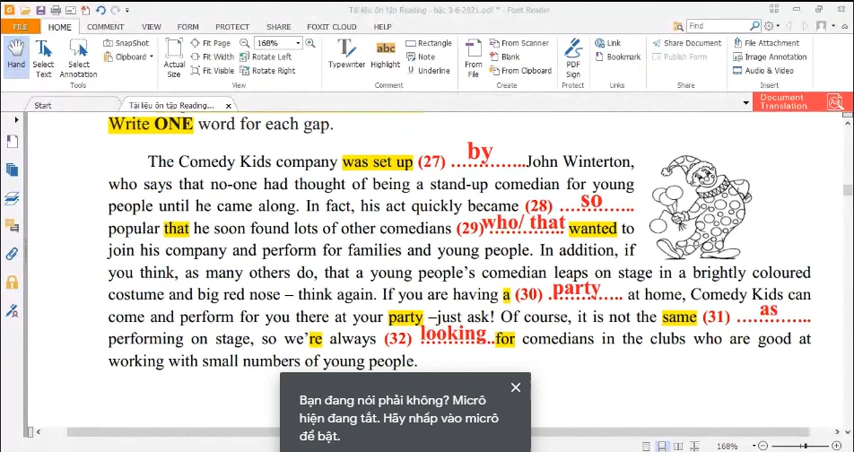 Tài liệu ôn tập Reading - bậc 3-6-2021.pdf * - Foxit Reader
FILE HOME COMMENT VIEW FORM PROTECT SHARE FOXIT CLOUD HELP
Find
Hand
Select Text
Select Annotation
SnapShot
Clipboard
Tools
Actual Size
Fit Page
Fit Width
Fit Visible
168%
Rotate Left
Rotate Right
View
Typewriter
Highlight
Rectangle
Note
Underline
Comment
From File
From Scanner
Blank
From Clipboard
Create
PDF Sign
Protect
Link
Bookmark
Links
Share Document
Publish Form
Share
File Attachment
Image Annotation
Audio & Video
Insert
Start
Tài liệu ôn tập Reading...
Document Translation
Write ONE word for each gap.
The Comedy Kids company was set up (27) by ..............John Winterton,
who says that no-one had thought of being a stand-up comedian for young
people until he came along. In fact, his act quickly became (28) so ..............
popular that he soon found lots of other comedians (29) who/ that .............. wanted to
join his company and perform for families and young people. In addition, if
you think, as many others do, that a young people's comedian leaps on stage in a brightly coloured
costume and big red nose – think again. If you are having a (30) party .............. at home, Comedy Kids can
come and perform for you there at your party –just ask! Of course, it is not the same (31) as ..............
performing on stage, so we're always (32) looking ..............for comedians in the clubs who are good at
working with small numbers of young people.
Bạn đang nói phải không? Micrô
hiện đang tắt. Hãy nhấp vào micrô
để bật.
168%